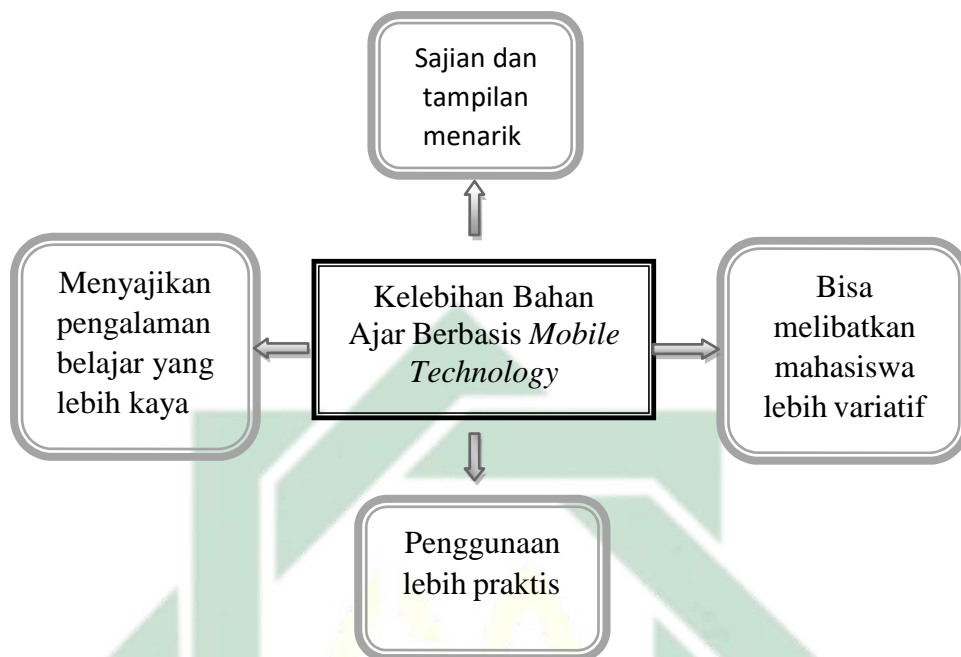 Sajian dan
tampilan
menarik
Menyajikan
pengalaman
belajar yang
lebih kaya
Kelebihan Bahan
Ajar Berbasis Mobile
Technology
Bisa
melibatkan
mahasiswa
lebih variatif
Penggunaan
lebih praktis